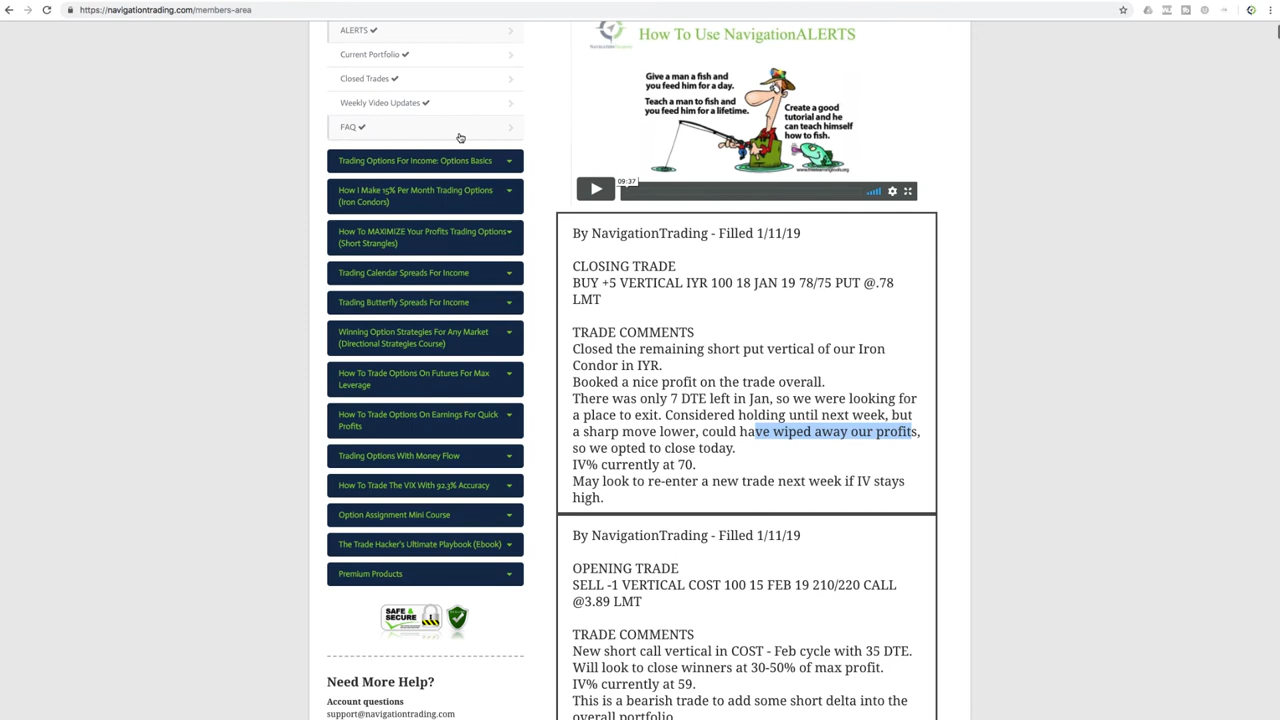 https://navigationtrading.com/members-area
ALERTS
Current Portfolio
Closed Trades
Weekly Video Updates
FAQ
Trading Options For Income: Options Basics
How I Make 15% Per Month Trading Options
(Iron Condors)
How To MAXIMIZE Your Profits Trading Options
(Short Strangles)
Trading Calendar Spreads For Income
Trading Butterfly Spreads For Income
Winning Option Strategies For Any Market
(Directional Strategies Course)
How To Trade Options On Futures For Max
Leverage
How To Trade Options On Earnings For Quick
Profits
Trading Options With Money Flow
How To Trade The VIX With 92.3% Accuracy
Option Assignment Mini Course
The Trade Hacker's Ultimate Playbook (Ebook)
Premium Products
SAFE &
SECURE
Need More Help?
Account questions
support@navigationtrading.com
How To Use NavigationALERTS
Give a man a fish and
you feed him for a day.
Teach a man to fish and
you feed him for a lifetime.
Create a good
tutorial and he
can teach himself
how to fish.
09:37
By NavigationTrading - Filled 1/11/19
CLOSING TRADE
BUY +5 VERTICAL IYR 100 18 JAN 19 78/75 PUT @.78
LMT
TRADE COMMENTS
Closed the remaining short put vertical of our Iron
Condor in IYR.
Booked a nice profit on the trade overall.
There was only 7 DTE left in Jan, so we were looking for
a place to exit. Considered holding until next week, but
a sharp move lower, could have wiped away our profits,
so we opted to close today.
IV% currently at 70.
May look to re-enter a new trade next week if IV stays
high.
By NavigationTrading - Filled 1/11/19
OPENING TRADE
SELL -1 VERTICAL COST 100 15 FEB 19 210/220 CALL
@3.89 LMT
TRADE COMMENTS
New short call vertical in COST - Feb cycle with 35 DTE.
Will look to close winners at 30-50% of max profit.
IV% currently at 59.
This is a bearish trade to add some short delta into the
overall portfolio.